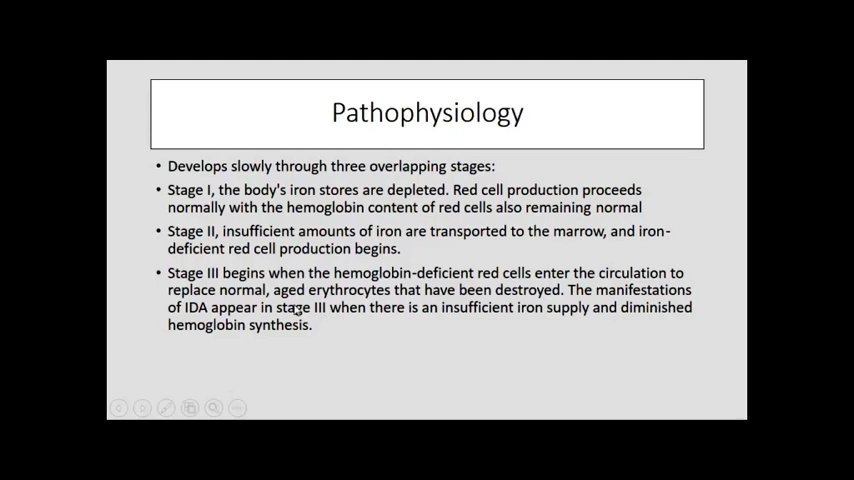 Pathophysiology
• Develops slowly through three overlapping stages:
• Stage I, the body's iron stores are depleted. Red cell production proceeds
normally with the hemoglobin content of red cells also remaining normal
• Stage II, insufficient amounts of iron are transported to the marrow, and iron-
deficient red cell production begins.
• Stage III begins when the hemoglobin-deficient red cells enter the circulation to
replace normal, aged erythrocytes that have been destroyed. The manifestations
of IDA appear in stage III when there is an insufficient iron supply and diminished
hemoglobin synthesis.